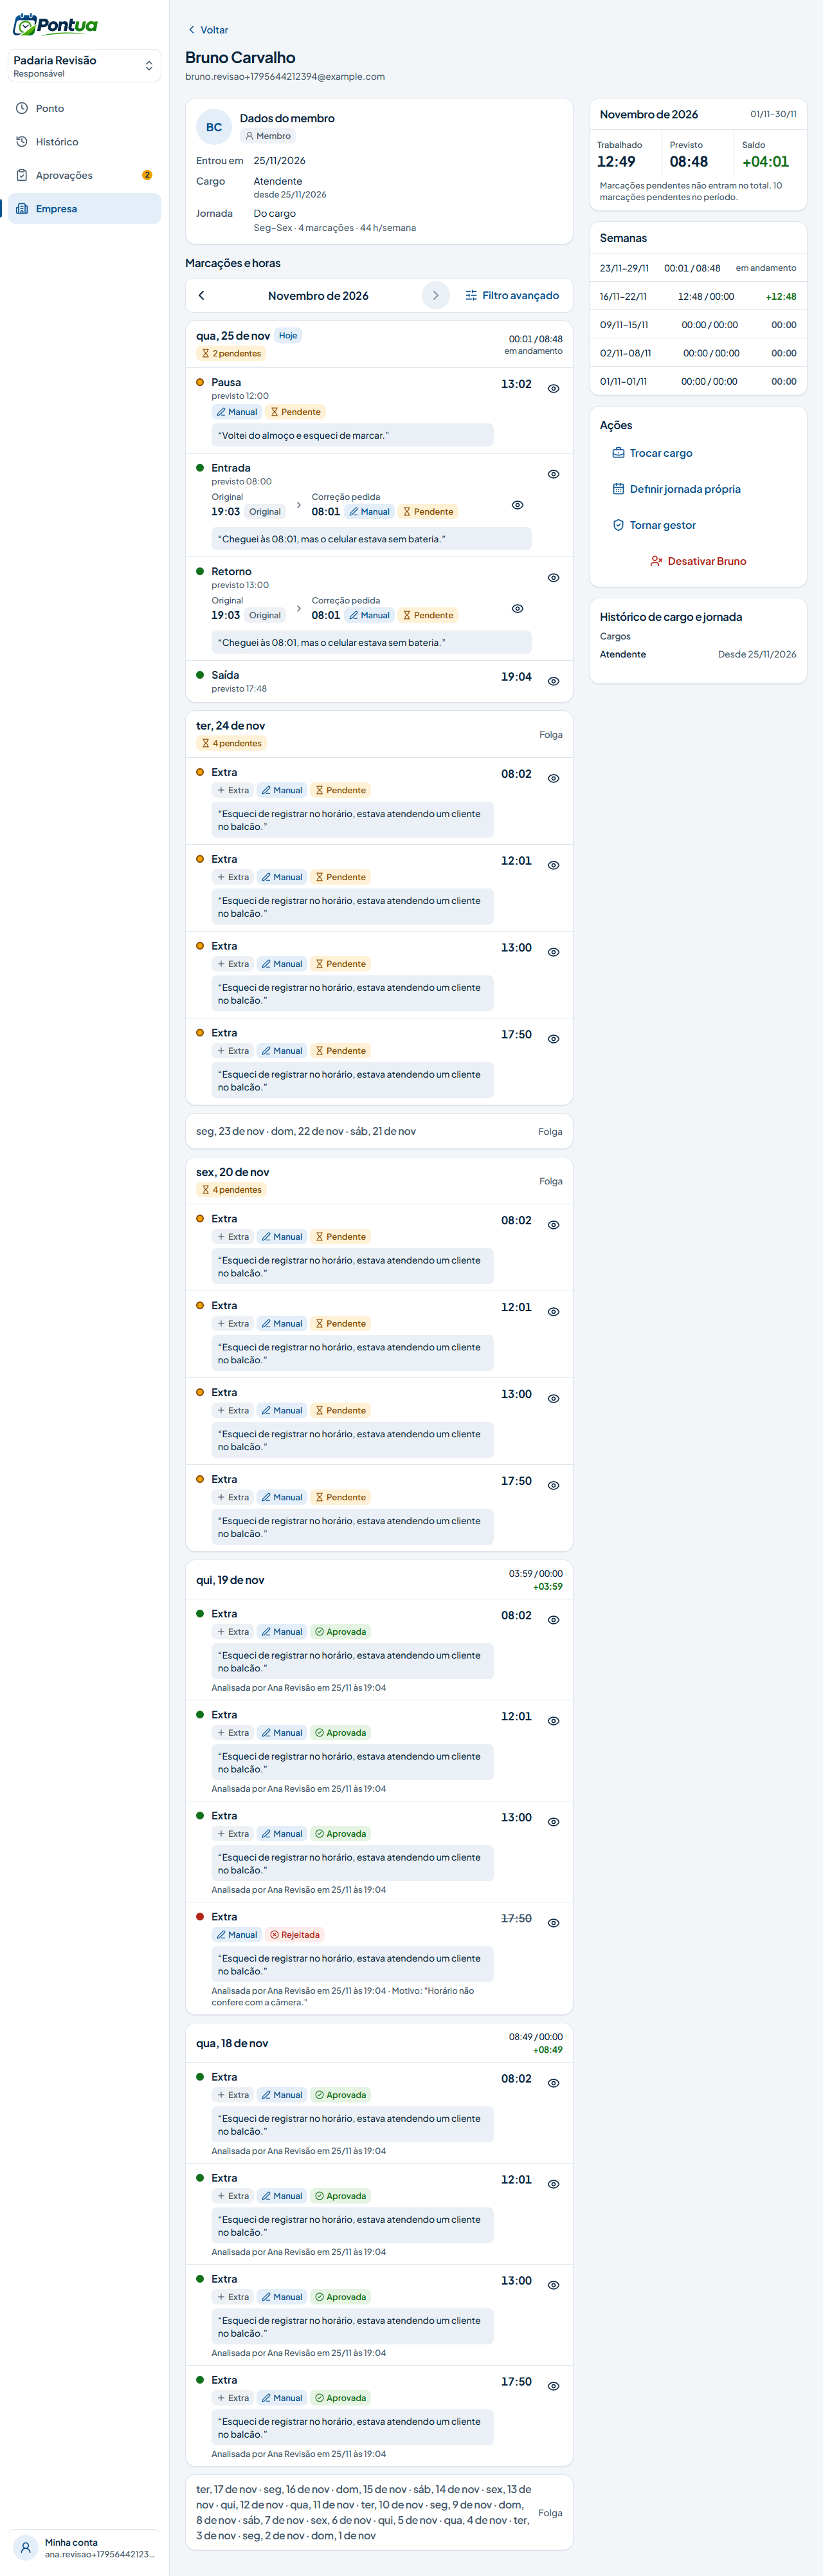 Pontua
Padaria Revisão
Responsável
Ponto
Histórico
Aprovações 2
Empresa
Voltar
Bruno Carvalho
bruno.revisao+1795644212394@example.com
BC
Dados do membro
Membro
Entrou em 25/11/2026
Cargo Atendente
desde 25/11/2026
Jornada Do cargo
Seg–Sex · 4 marcações · 44 h/semana
Marcações e horas
Novembro de 2026 Filtro avançado
qua, 25 de nov Hoje 00:01 / 08:48
2 pendentes em andamento
Pausa 13:02
previsto 12:00
Manual Pendente
“Voltei do almoço e esqueci de marcar.”
Entrada
previsto 08:00
Original Correção pedida
19:03 Original 08:01 Manual Pendente
“Cheguei às 08:01, mas o celular estava sem bateria.”
Retorno
previsto 13:00
Original Correção pedida
19:03 Original 08:01 Manual Pendente
“Cheguei às 08:01, mas o celular estava sem bateria.”
Saída 19:04
previsto 17:48
ter, 24 de nov Folga
4 pendentes
Extra 08:02
Extra Manual Pendente
“Esqueci de registrar no horário, estava atendendo um cliente
no balcão.”
Extra 12:01
Extra Manual Pendente
“Esqueci de registrar no horário, estava atendendo um cliente
no balcão.”
Extra 13:00
Extra Manual Pendente
“Esqueci de registrar no horário, estava atendendo um cliente
no balcão.”
Extra 17:50
Extra Manual Pendente
“Esqueci de registrar no horário, estava atendendo um cliente
no balcão.”
seg, 23 de nov · dom, 22 de nov · sáb, 21 de nov Folga
sex, 20 de nov Folga
4 pendentes
Extra 08:02
Extra Manual Pendente
“Esqueci de registrar no horário, estava atendendo um cliente
no balcão.”
Extra 12:01
Extra Manual Pendente
“Esqueci de registrar no horário, estava atendendo um cliente
no balcão.”
Extra 13:00
Extra Manual Pendente
“Esqueci de registrar no horário, estava atendendo um cliente
no balcão.”
Extra 17:50
Extra Manual Pendente
“Esqueci de registrar no horário, estava atendendo um cliente
no balcão.”
qui, 19 de nov 03:59 / 00:00
+03:59
Extra 08:02
Extra Manual Aprovada
“Esqueci de registrar no horário, estava atendendo um cliente
no balcão.”
Analisada por Ana Revisão em 25/11 às 19:04
Extra 12:01
Extra Manual Aprovada
“Esqueci de registrar no horário, estava atendendo um cliente
no balcão.”
Analisada por Ana Revisão em 25/11 às 19:04
Extra 13:00
Extra Manual Aprovada
“Esqueci de registrar no horário, estava atendendo um cliente
no balcão.”
Analisada por Ana Revisão em 25/11 às 19:04
Extra 17:50
Manual Rejeitada
“Esqueci de registrar no horário, estava atendendo um cliente
no balcão.”
Analisada por Ana Revisão em 25/11 às 19:04 · Motivo: "Horário não
confere com a câmera."
qua, 18 de nov 08:49 / 00:00
+08:49
Extra 08:02
Extra Manual Aprovada
“Esqueci de registrar no horário, estava atendendo um cliente
no balcão.”
Analisada por Ana Revisão em 25/11 às 19:04
Extra 12:01
Extra Manual Aprovada
“Esqueci de registrar no horário, estava atendendo um cliente
no balcão.”
Analisada por Ana Revisão em 25/11 às 19:04
Extra 13:00
Extra Manual Aprovada
“Esqueci de registrar no horário, estava atendendo um cliente
no balcão.”
Analisada por Ana Revisão em 25/11 às 19:04
Extra 17:50
Extra Manual Aprovada
“Esqueci de registrar no horário, estava atendendo um cliente
no balcão.”
Analisada por Ana Revisão em 25/11 às 19:04
ter, 17 de nov · seg, 16 de nov · dom, 15 de nov · sáb, 14 de nov · sex, 13 de
nov · qui, 12 de nov · qua, 11 de nov · ter, 10 de nov · seg, 9 de nov · dom,
8 de nov · sáb, 7 de nov · sex, 6 de nov · qui, 5 de nov · qua, 4 de nov · ter,
3 de nov · seg, 2 de nov · dom, 1 de nov
Folga
Novembro de 2026 01/11–30/11
Trabalhado Previsto Saldo
12:49 08:48 +04:01
Marcações pendentes não entram no total. 10
marcações pendentes no período.
Semanas
23/11–29/11 00:01 / 08:48 em andamento
16/11–22/11 12:48 / 00:00 +12:48
09/11–15/11 00:00 / 00:00 00:00
02/11–08/11 00:00 / 00:00 00:00
01/11–01/11 00:00 / 00:00 00:00
Ações
Trocar cargo
Definir jornada própria
Tornar gestor
Desativar Bruno
Histórico de cargo e jornada
Cargos
Atendente Desde 25/11/2026
Minha conta
ana.revisao+17956442123…